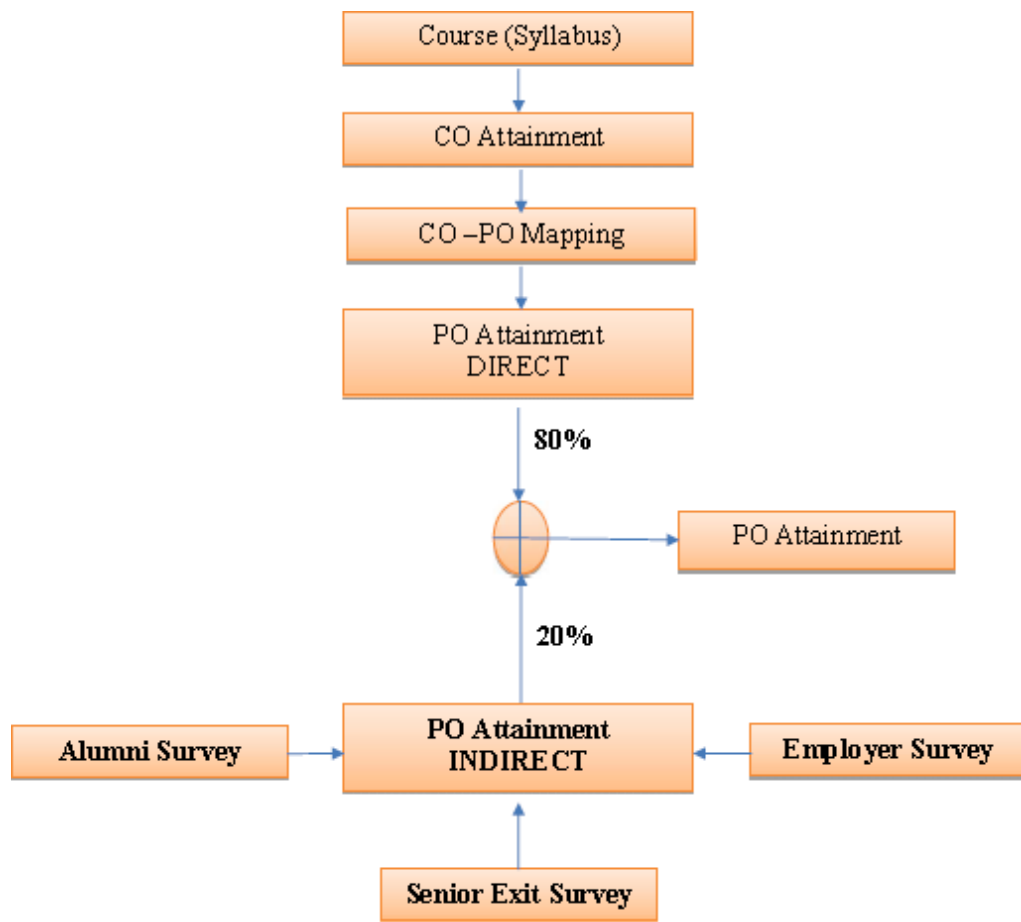 Course (Syllabus)
CO Attainment
CO –PO Mapping
PO Attainment
DIRECT
80%
PO Attainment
20%
PO Attainment
INDIRECT
Alumni Survey
Employer Survey
Senior Exit Survey